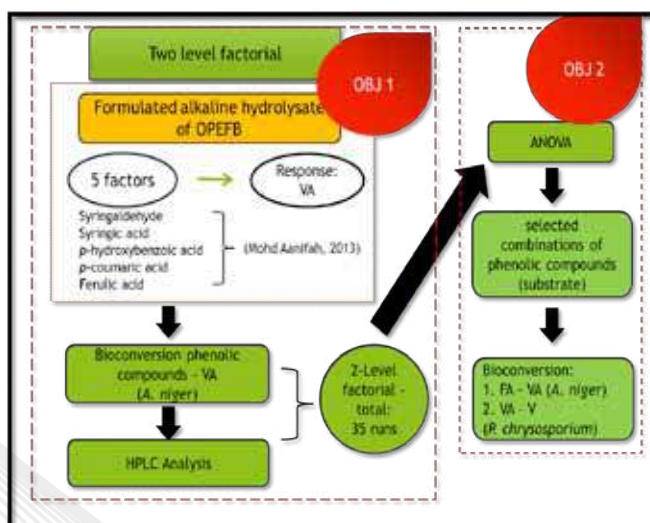 Two level factorial
OBJ 1
Formulated alkaline hydrolysate
of OPEFB
5 factors
Response:
VA
Syringaldehyde
Syringic acid
p-hydroxybenzoic acid
p-coumaric acid
Ferulic acid
(Mohd Aanifah, 2013)
Bioconversion phenolic
compounds - VA
(A. niger)
HPLC Analysis
2-Level
factorial -
total:
35 runs
OBJ 2
ANOVA
selected
combinations of
phenolic compounds
(substrate)
Bioconversion:
1. FA - VA (A. niger)
2. VA - V
(P. chrysosporium)